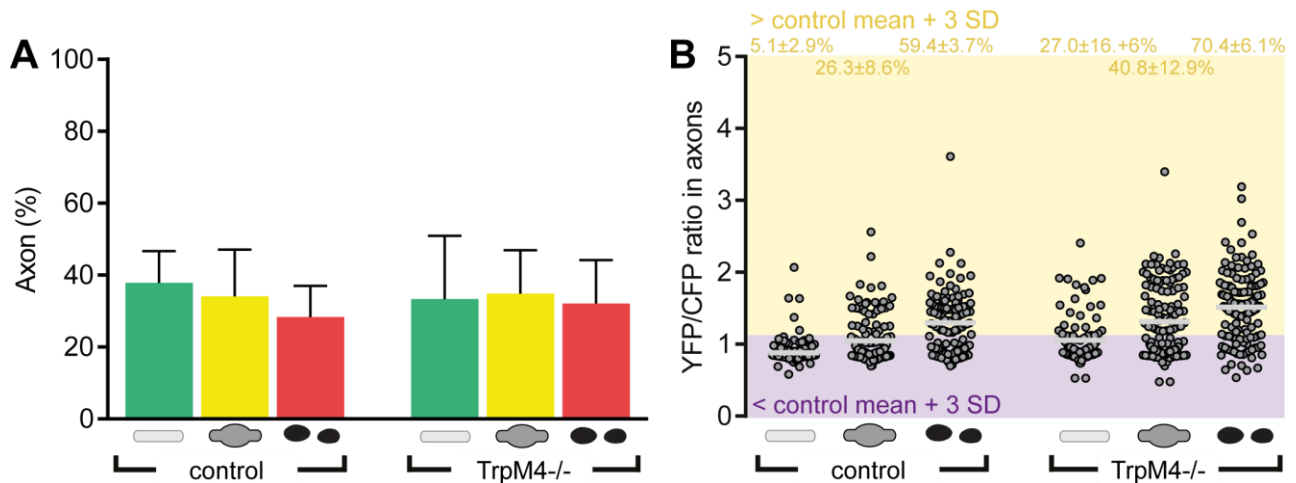 A
Axon (%)
100
80
60
40
20
0
control
TrpM4-/-
B
> control mean + 3 SD
5.1±2.9%
59.4±3.7%
27.0±16.+6%
70.4±6.1%
26.3±8.6%
40.8±12.9%
YFP/CFP ratio in axons
5
4
3
2
1
0
< control mean + 3 SD
control
TrpM4-/-